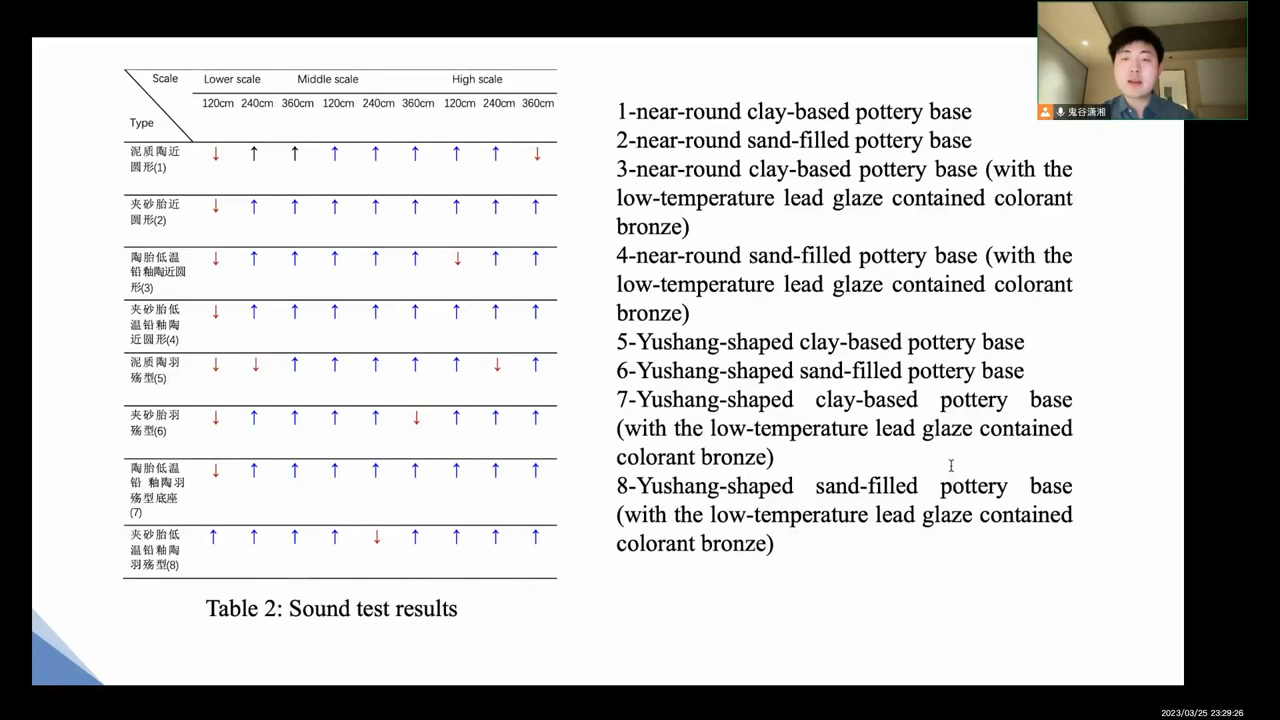 Scale
Lower scale
Middle scale
High scale
120cm 240cm 360cm 120cm 240cm 360cm 120cm 240cm 360cm
Type
泥质陶近
圆形(1)
↓ ↑ ↑ ↑ ↑ ↑ ↑ ↑ ↓
夹砂胎近
圆形(2)
↓ ↑ ↑ ↑ ↑ ↑ ↑ ↑ ↑
陶胎低温
铅釉陶近圆
形(3)
↓ ↑ ↑ ↑ ↑ ↑ ↓ ↑ ↑
夹砂胎低
温铅釉陶
近圆形(4)
↓ ↑ ↑ ↑ ↑ ↑ ↑ ↑ ↑
泥质陶羽
殇型(5)
↓ ↓ ↑ ↑ ↑ ↑ ↑ ↓ ↑
夹砂胎羽
殇型(6)
↓ ↑ ↑ ↑ ↑ ↓ ↑ ↑ ↑
陶胎低温
铅 釉陶羽
殇型底座
(7)
↓ ↑ ↑ ↑ ↑ ↑ ↑ ↑ ↑
夹砂胎低
温铅釉陶
羽殇型(8)
↑ ↑ ↑ ↑ ↓ ↑ ↑ ↑ ↑
Table 2: Sound test results
1-near-round clay-based pottery base
2-near-round sand-filled pottery base
3-near-round clay-based pottery base (with the
low-temperature lead glaze contained colorant
bronze)
4-near-round sand-filled pottery base (with the
low-temperature lead glaze contained colorant
bronze)
5-Yushang-shaped clay-based pottery base
6-Yushang-shaped sand-filled pottery base
7-Yushang-shaped clay-based pottery base
(with the low-temperature lead glaze contained
colorant bronze)
8-Yushang-shaped sand-filled pottery base
(with the low-temperature lead glaze contained
colorant bronze)
鬼谷潇湘
2023/03/25 23:29:26